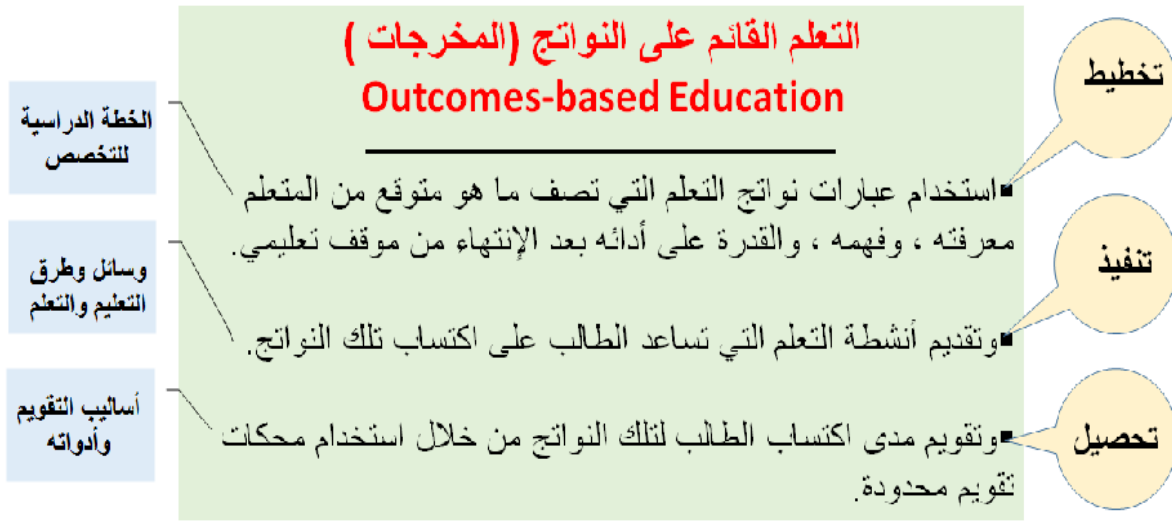 التعلم القائم على النواتج (المخرجات )
Outcomes-based Education
تخطيط
▪استخدام عبارات نواتج التعلم التي تصف ما هو متوقع من المتعلم
معرفته ، وفهمه ، والقدرة على أدائه بعد الإنتهاء من موقف تعليمي.
الخطة الدراسية
للتخصص
تنفيذ
▪وتقديم أنشطة التعلم التي تساعد الطالب على اكتساب تلك النواتج.
وسائل وطرق
التعليم والتعلم
تحصيل
▪وتقويم مدى اكتساب الطالب لتلك النواتج من خلال استخدام محكات
تقويم محدودة.
أساليب التقويم
وأدواته